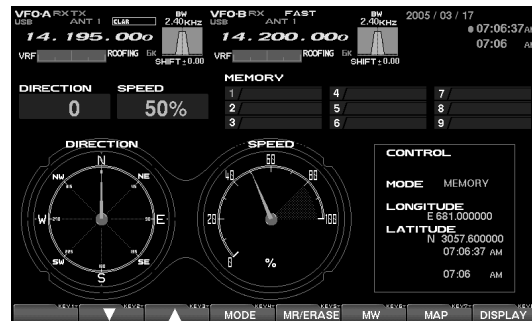 VFO-A RX TX
USB ANT 1 CLAR
BW 2.40KHZ
14.195.000
VRF ROOFING 6K SHIFT ± 0.00
VFO-B RX FAST
USB ANT 1
BW 2.40KHZ
14.200.000
VRF ROOFING 6K SHIFT ± 0.00
2005 / 03 / 17
07:06:37 AM
07:06 AM
DIRECTION SPEED
0 50%
MEMORY
1 4 7
2 5 8
3 6 9
DIRECTION
N
NW NE
W E
SW SE
S
SPEED
0 20 40 60 80 100
%
CONTROL
MODE MEMORY
LONGITUDE
E 681.000000
LATITUDE
N 3057.600000
07:06:37 AM
07:06 AM
▼ ▲ MODE MR/ERASE MW MAP DISPLAY